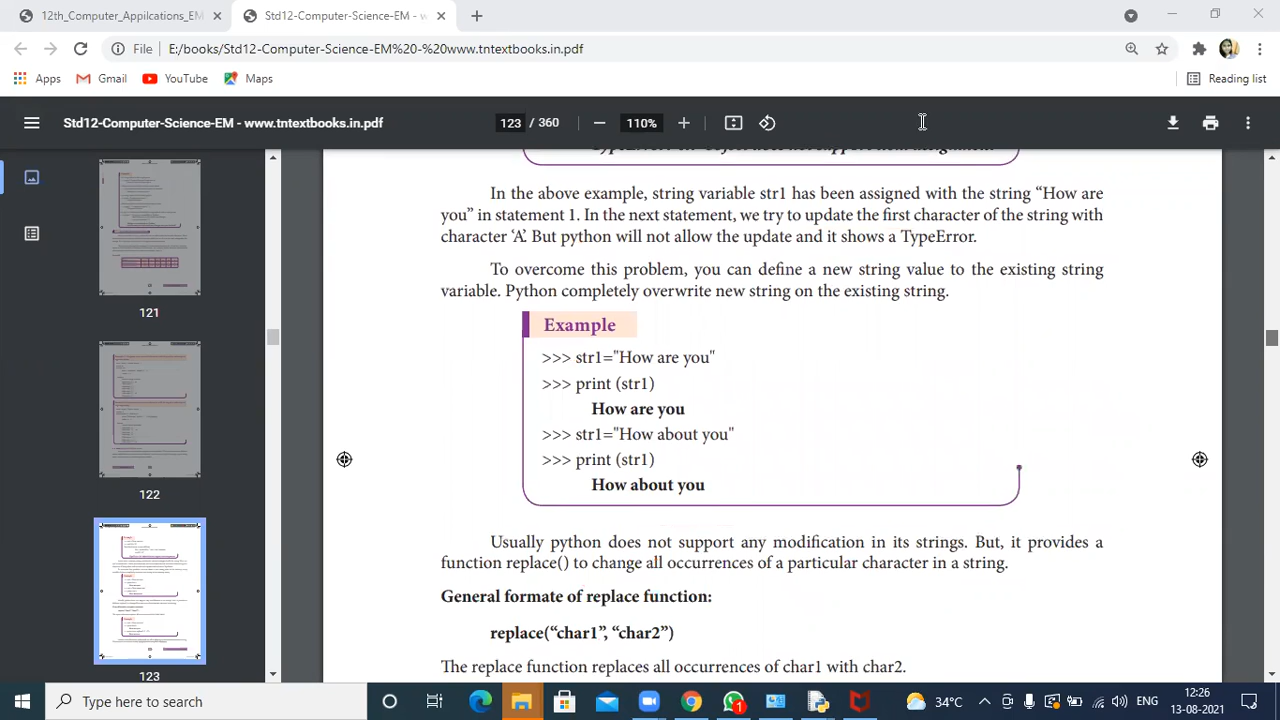 12th_Computer_Appilcations_EM
Std12-Computer-Science-EM - w
File E:/books/Std12-Computer-Science-EM%20-%20www.tntextbooks.in.pdf
Apps Gmail YouTube Maps Reading list
Std12-Computer-Science-EM - www.tntextbooks.in.pdf 123 / 360 110%
In the above example, string variable str1 has been assigned with the string “How are
you” in statement 1. In the next statement, we try to update the first character of the string with
character ‘A’. But python will not allow the update and it shows a TypeError.
To overcome this problem, you can define a new string value to the existing string
variable. Python completely overwrite new string on the existing string.
Example
>>> str1="How are you"
>>> print (str1)
How are you
>>> str1="How about you"
>>> print (str1)
How about you
Usually python does not support any modification in its strings. But, it provides a
function replace() to change all occurrences of a particular character in a string.
General formate of replace function:
replace(“char1”, “char2”)
The replace function replaces all occurrences of char1 with char2.
121
122
123
Type here to search
1
34°C
ENG
12:26
13-08-2021